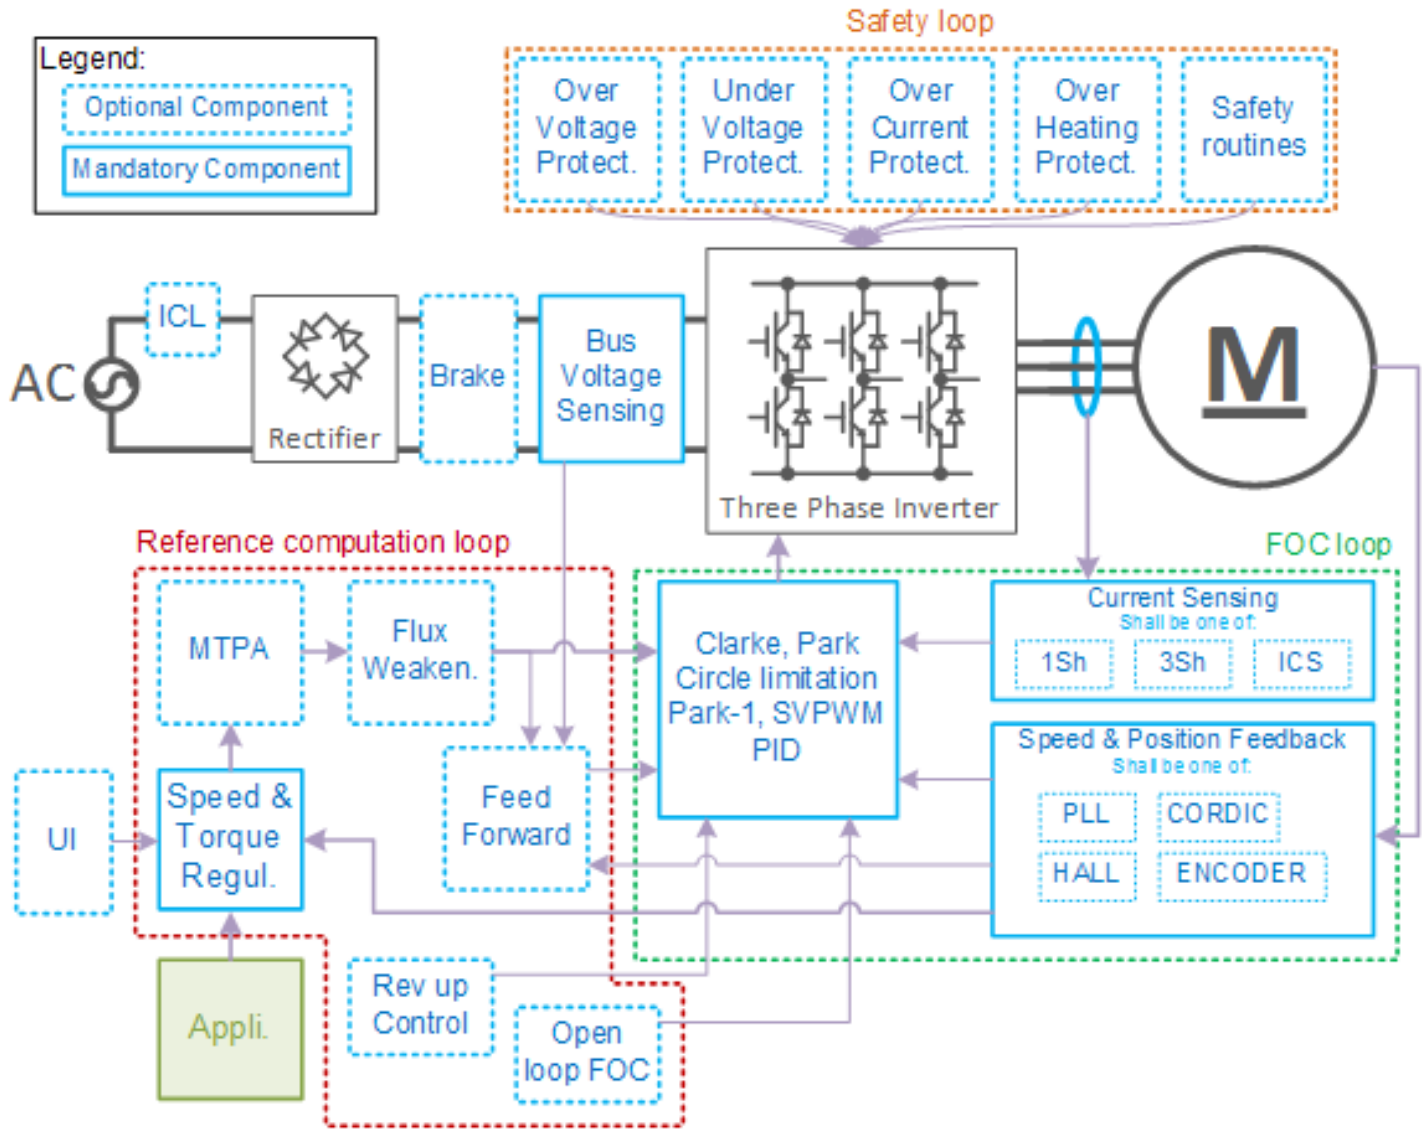 Safety loop
Legend:
Optional Component
Mandatory Component
Over
Voltage
Protect.
Under
Voltage
Protect.
Over
Current
Protect.
Over
Heating
Protect.
Safety
routines
AC
ICL
Rectifier
Brake
Bus
Voltage
Sensing
Three Phase Inverter
M
Reference computation loop
FOC loop
MTPA
Flux
Weaken.
Clarke, Park
Circle limitation
Park-1, SVPWM
PID
Current Sensing
Shall be one of:
1Sh
3Sh
ICS
Speed & Position Feedback
Shall be one of:
PLL
CORDIC
HALL
ENCODER
UI
Speed &
Torque
Regul.
Feed
Forward
Appli.
Rev up
Control
Open
loop FOC